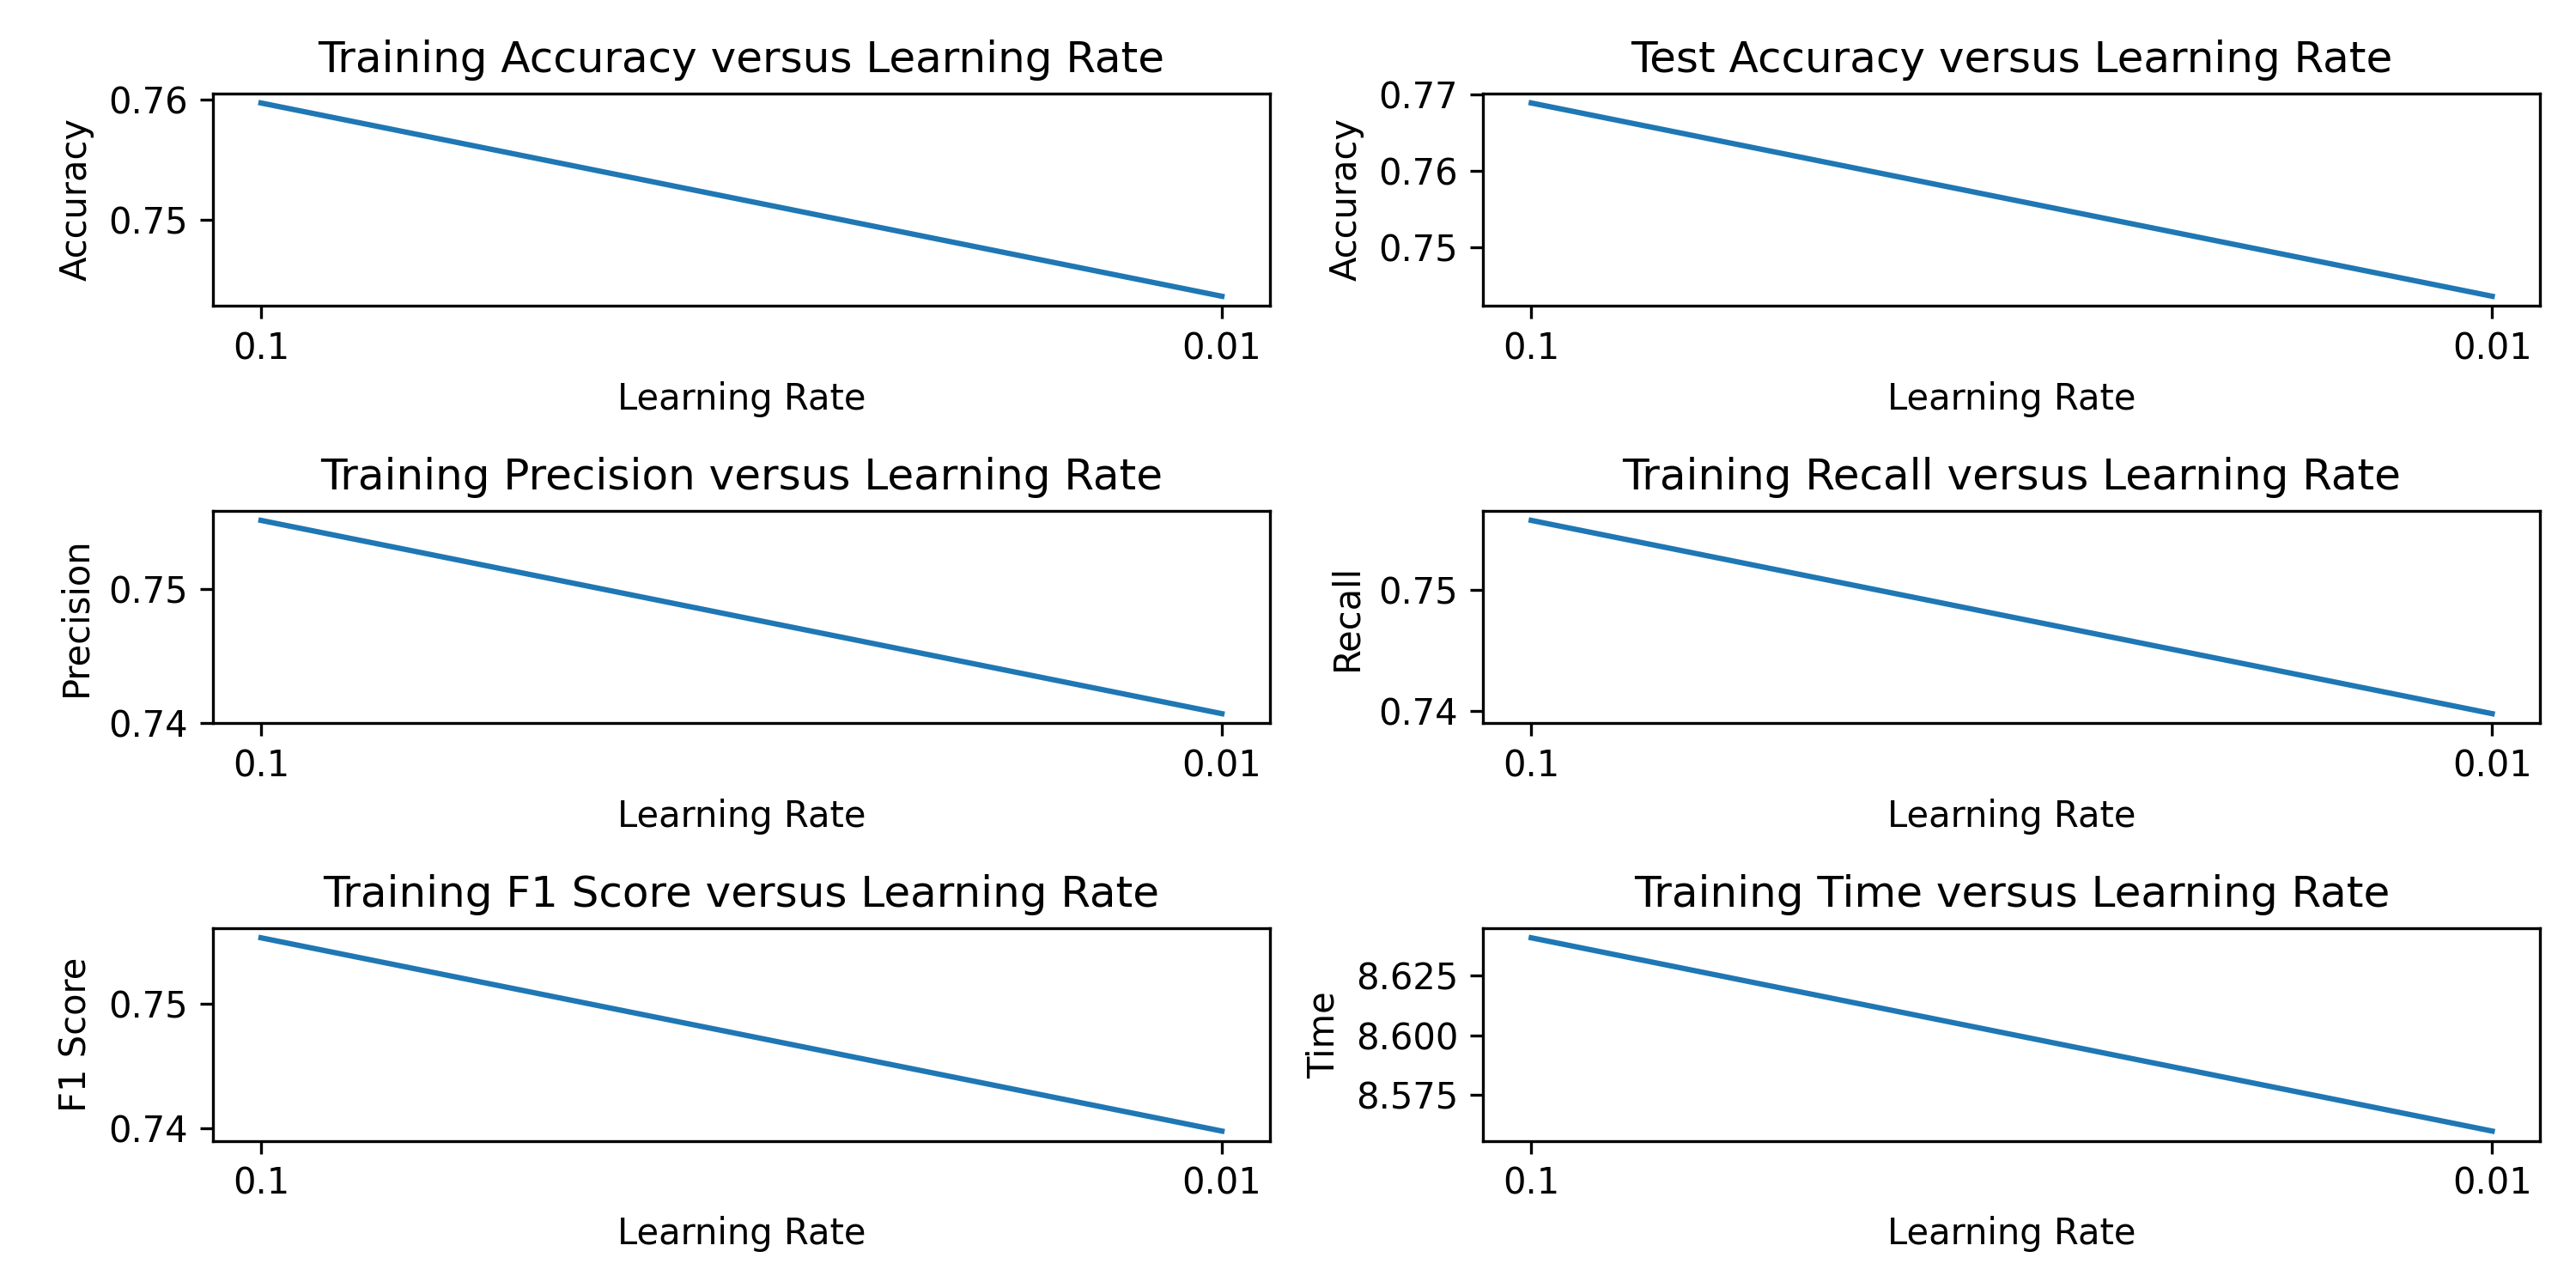 Training Accuracy versus Learning Rate
Accuracy
0.76
0.75
0.1
0.01
Learning Rate
Test Accuracy versus Learning Rate
Accuracy
0.77
0.76
0.75
0.1
0.01
Learning Rate
Training Precision versus Learning Rate
Precision
0.75
0.74
0.1
0.01
Learning Rate
Training Recall versus Learning Rate
Recall
0.75
0.74
0.1
0.01
Learning Rate
Training F1 Score versus Learning Rate
F1 Score
0.75
0.74
0.1
0.01
Learning Rate
Training Time versus Learning Rate
Time
8.625
8.600
8.575
0.1
0.01
Learning Rate